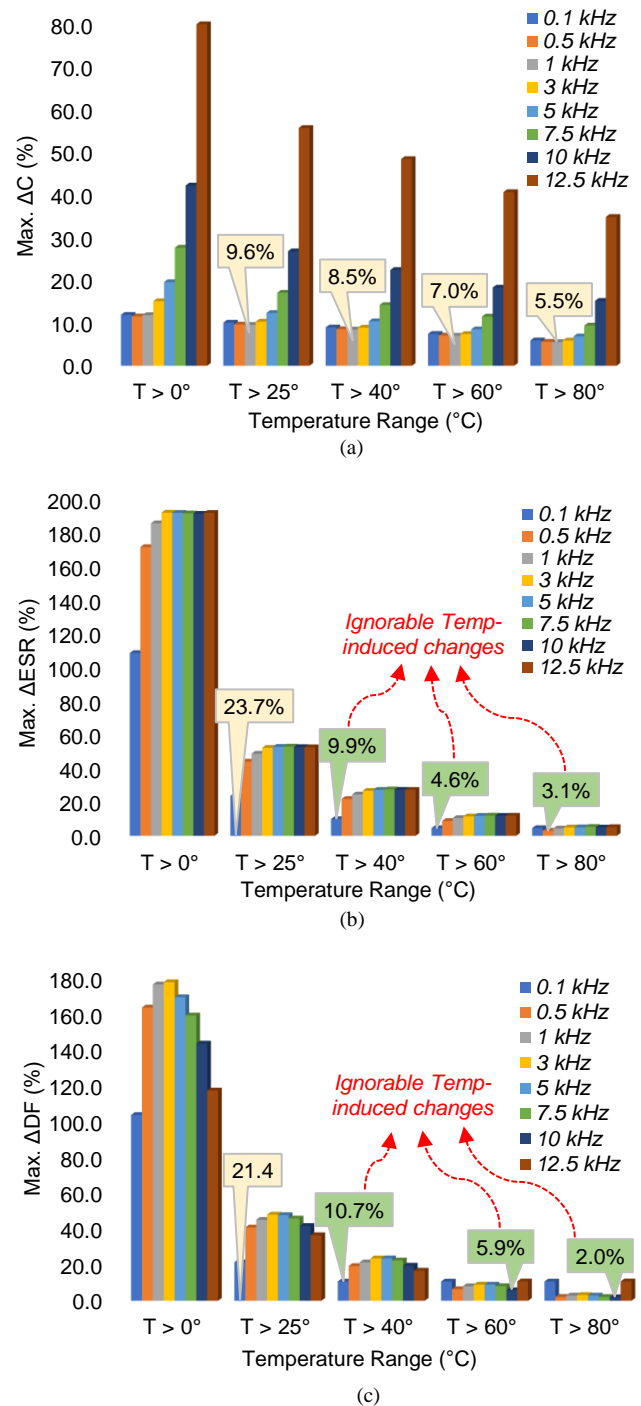 80.0
70.0
60.0
50.0
40.0
30.0
20.0
10.0
0.0
Max. ΔC (%)
0.1 kHz
0.5 kHz
1 kHz
3 kHz
5 kHz
7.5 kHz
10 kHz
12.5 kHz
9.6%
8.5%
7.0%
5.5%
T > 0°
T > 25°
T > 40°
T > 60°
T > 80°
Temperature Range (°C)
(a)
200.0
180.0
160.0
140.0
120.0
100.0
80.0
60.0
40.0
20.0
0.0
Max. ΔESR (%)
0.1 kHz
0.5 kHz
1 kHz
3 kHz
5 kHz
7.5 kHz
10 kHz
12.5 kHz
Ignorable Temp-
induced changes
23.7%
9.9%
4.6%
3.1%
T > 0°
T > 25°
T > 40°
T > 60°
T > 80°
Temperature Range (°C)
(b)
180.0
160.0
140.0
120.0
100.0
80.0
60.0
40.0
20.0
0.0
Max. ΔDF (%)
0.1 kHz
0.5 kHz
1 kHz
3 kHz
5 kHz
7.5 kHz
10 kHz
12.5 kHz
Ignorable Temp-
induced changes
21.4
10.7%
5.9%
2.0%
T > 0°
T > 25°
T > 40°
T > 60°
T > 80°
Temperature Range (°C)
(c)